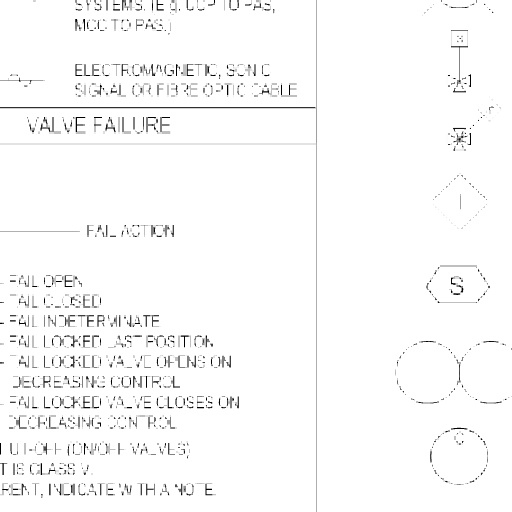 SYSTEMS. (E.g. UCP TO PAS,
MCC TO PAS.)
ELECTROMAGNETIC, SONIC
SIGNAL OR FIBRE OPTIC CABLE
VALVE FAILURE
FAIL ACTION
- FAIL OPEN
- FAIL CLOSED
- FAIL INDETERMINATE
- FAIL LOCKED LAST POSITION
- FAIL LOCKED VALVE OPENS ON
DECREASING CONTROL
- FAIL LOCKED VALVE CLOSES ON
DECREASING CONTROL
UT-OFF (ON/OFF VALVES)
T IS CLASS V.
RENT, INDICATE WITH A NOTE.
S
I
S